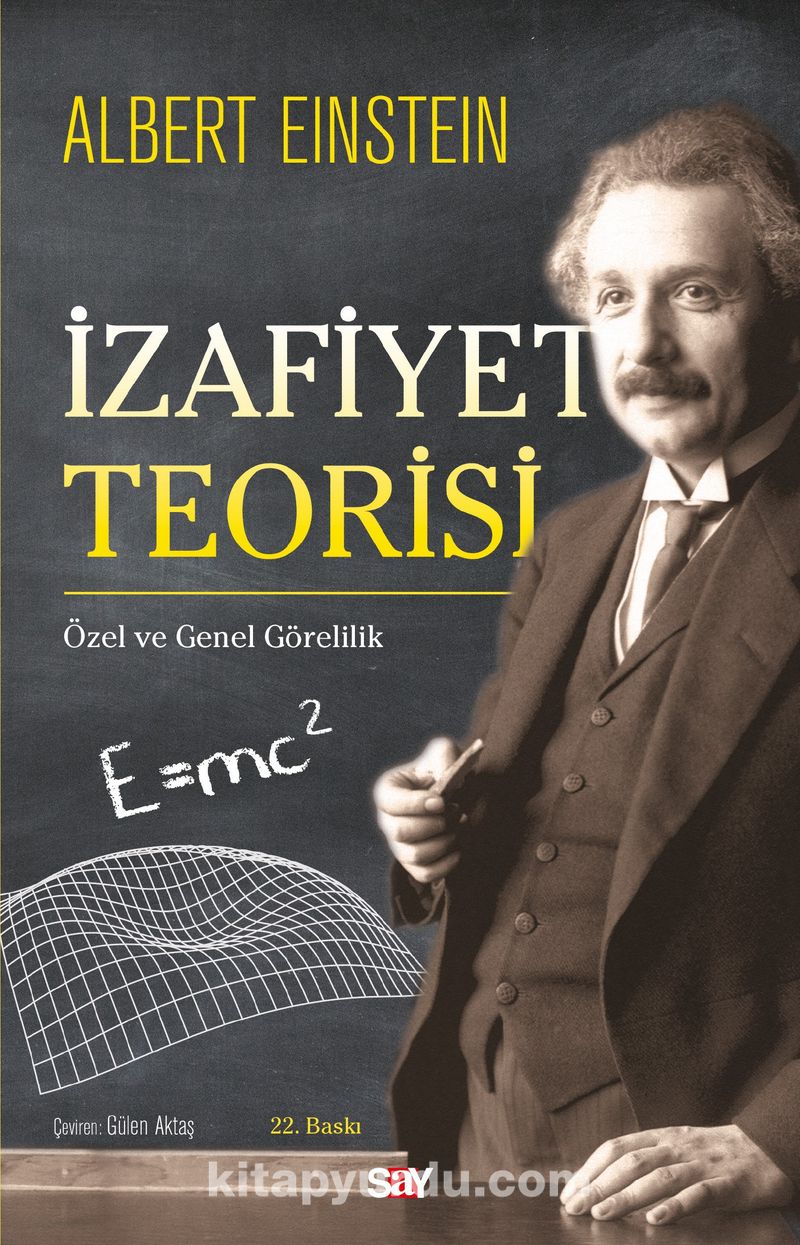 ALBERT EINSTEIN
İZAFİYET
TEORİSİ
Özel ve Genel Görelilik
E=mc²
Çeviren: Gülen Aktaş
22. Baskı
kitapyurdu.com
SAY